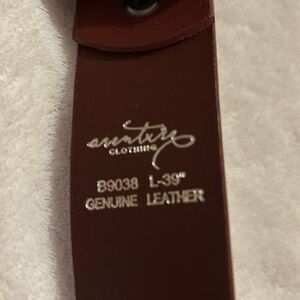 aventura
CLOTHING
B9038 L-39"
GENUINE LEATHER